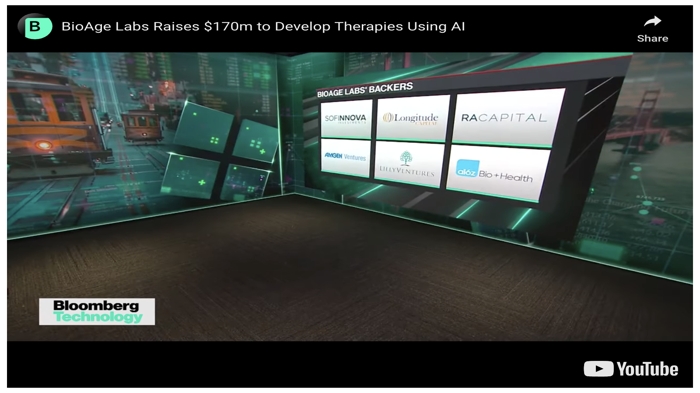 B
BioAge Labs Raises $170m to Develop Therapies Using AI
Share
BIOAGE LABS' BACKERS
SOFINNOVA
Longitude
CAPITAL
RACAPITAL
AMGEN Ventures
LILLY VENTURES
a16z Bio+Health
Bloomberg
Technology
YouTube